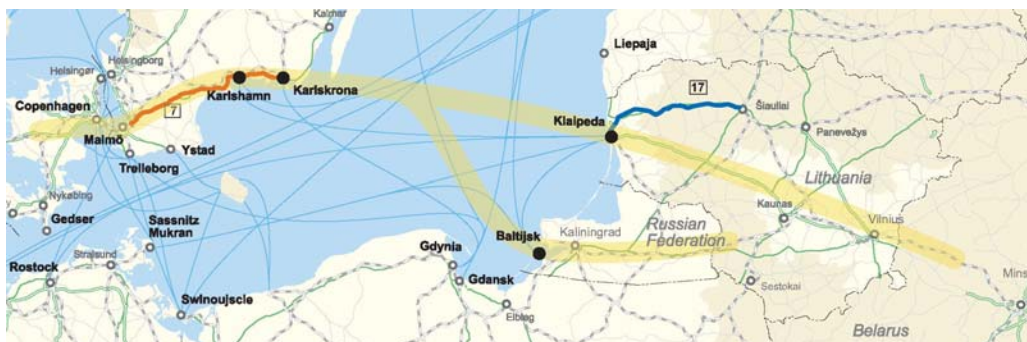 Kalmar
Helsingborg
Helsingør
Liepaja
Karlshamn
Karlskrona
17
Copenhagen
7
Šiauliai
Klaipeda
Malmö
Panevežys
Ystad
Trelleborg
Lithuania
Nykøbing
Kaunas
Gedser
Sassnitz
Mukran
Russian
Federation
Vilnius
Baltijsk
Kaliningrad
Stralsund
Gdynia
Rostock
Gdansk
Sestokai
Mins
Swinoujscie
Elbląg
Belarus